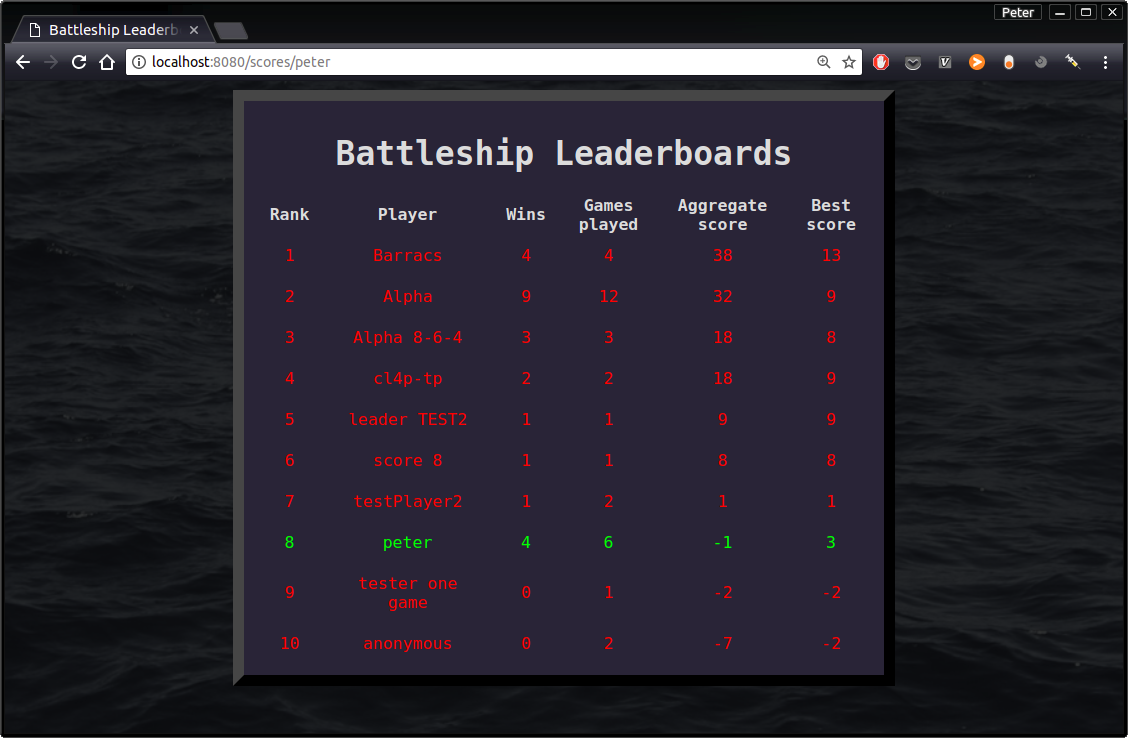 Peter
Battleship Leaderb
localhost:8080/scores/peter
Battleship Leaderboards
Rank Player Wins Games played Aggregate score Best score
1 Barracs 4 4 38 13
2 Alpha 9 12 32 9
3 Alpha 8-6-4 3 3 18 8
4 cl4p-tp 2 2 18 9
5 leader TEST2 1 1 9 9
6 score 8 1 1 8 8
7 testPlayer2 1 2 1 1
8 peter 4 6 -1 3
9 tester one game 0 1 -2 -2
10 anonymous 0 2 -7 -2